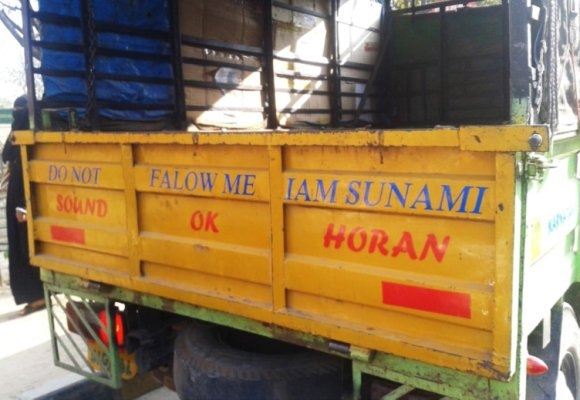 DO NOT FALOW ME IAM SUNAMI
SOUND OK HORAN